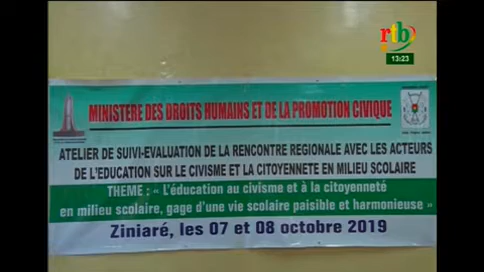 rtb
13:23
MINISTERE DES DROITS HUMAINS ET DE LA PROMOTION CIVIQUE
ATELIER DE SUIVI-EVALUATION DE LA RENCONTRE REGIONALE AVEC LES ACTEURS
DE L'EDUCATION SUR LE CIVISME ET LA CITOYENNETE EN MILIEU SCOLAIRE
THEME : « L'éducation au civisme et à la citoyenneté
en milieu scolaire, gage d'une vie scolaire paisible et harmonieuse »
Ziniaré, les 07 et 08 octobre 2019